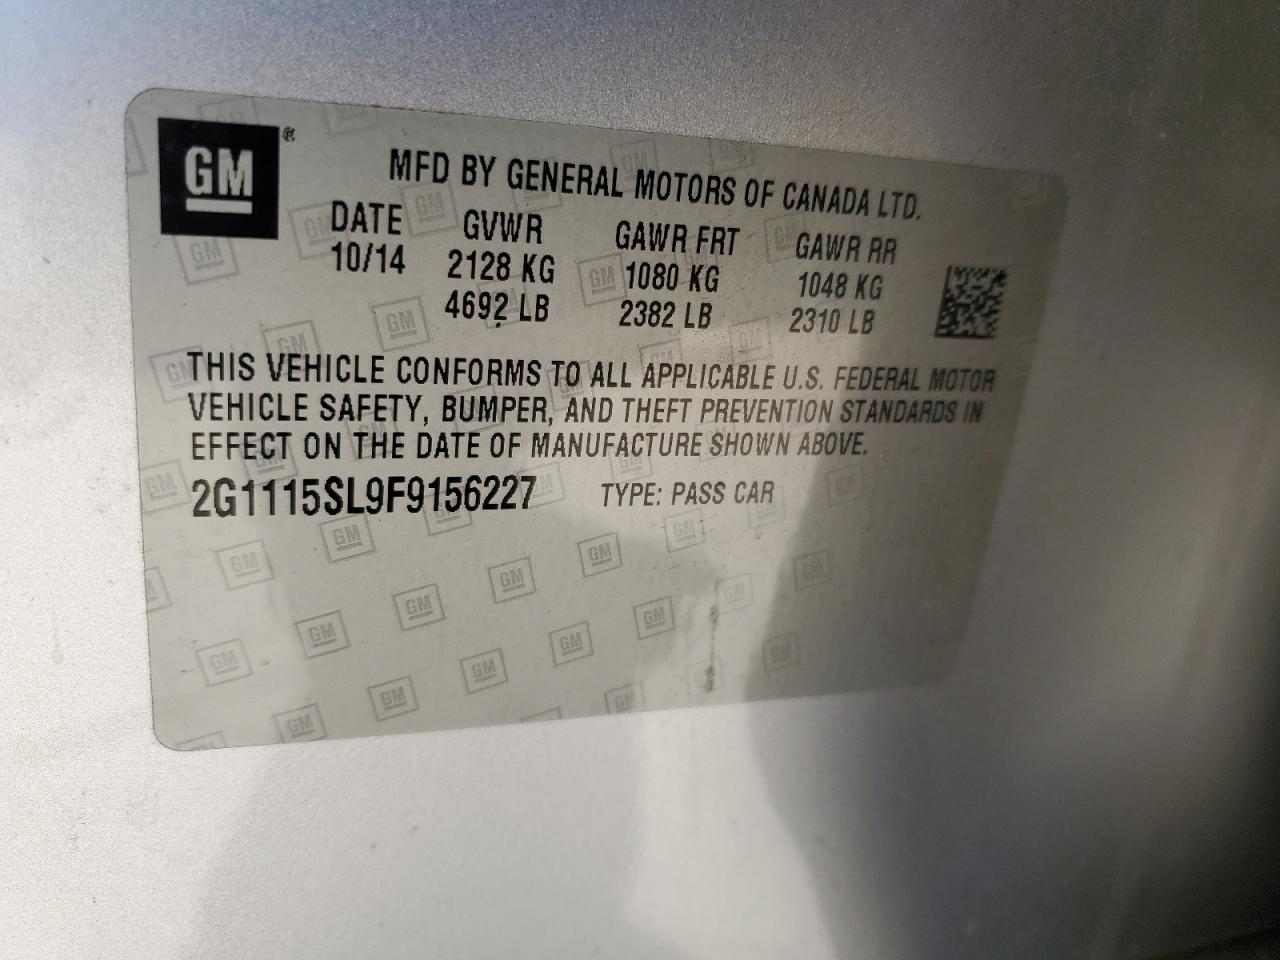 GM ®
MFD BY GENERAL MOTORS OF CANADA LTD.
DATE GVWR GAWR FRT GAWR RR
10/14 2128 KG 1080 KG 1048 KG
4692 LB 2382 LB 2310 LB
THIS VEHICLE CONFORMS TO ALL APPLICABLE U.S. FEDERAL MOTOR
VEHICLE SAFETY, BUMPER, AND THEFT PREVENTION STANDARDS IN
EFFECT ON THE DATE OF MANUFACTURE SHOWN ABOVE.
2G1115SL9F9156227 TYPE: PASS CAR